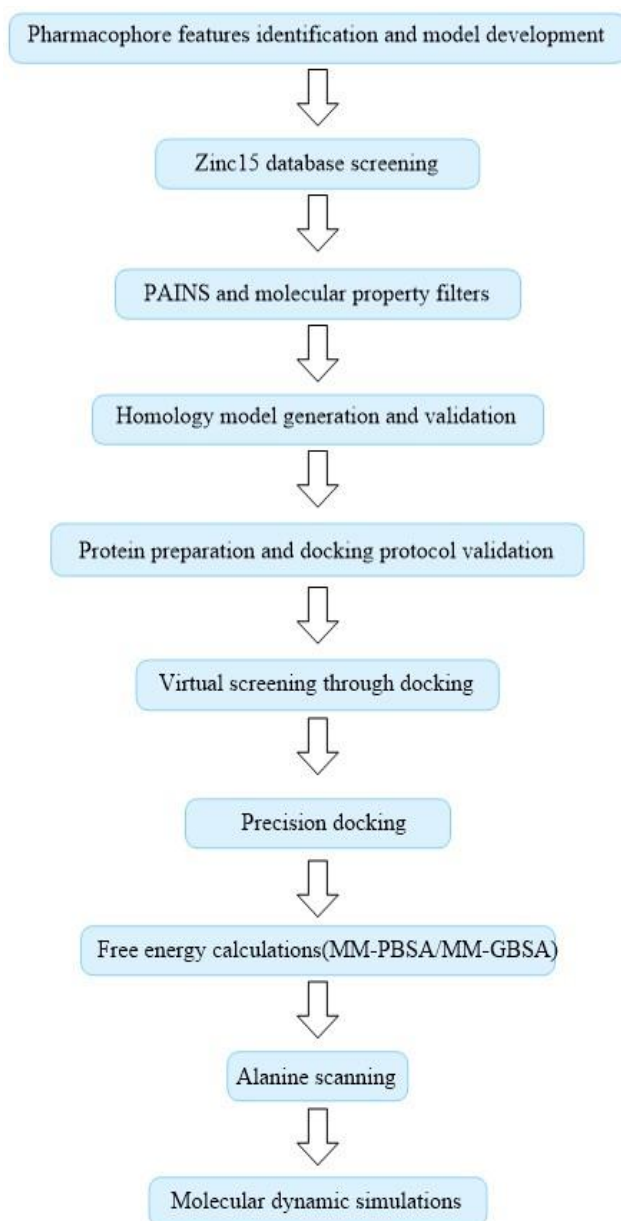 Pharmacophore features identification and model development
Zinc15 database screening
PAINS and molecular property filters
Homology model generation and validation
Protein preparation and docking protocol validation
Virtual screening through docking
Precision docking
Free energy calculations(MM-PBSA/MM-GBSA)
Alanine scanning
Molecular dynamic simulations